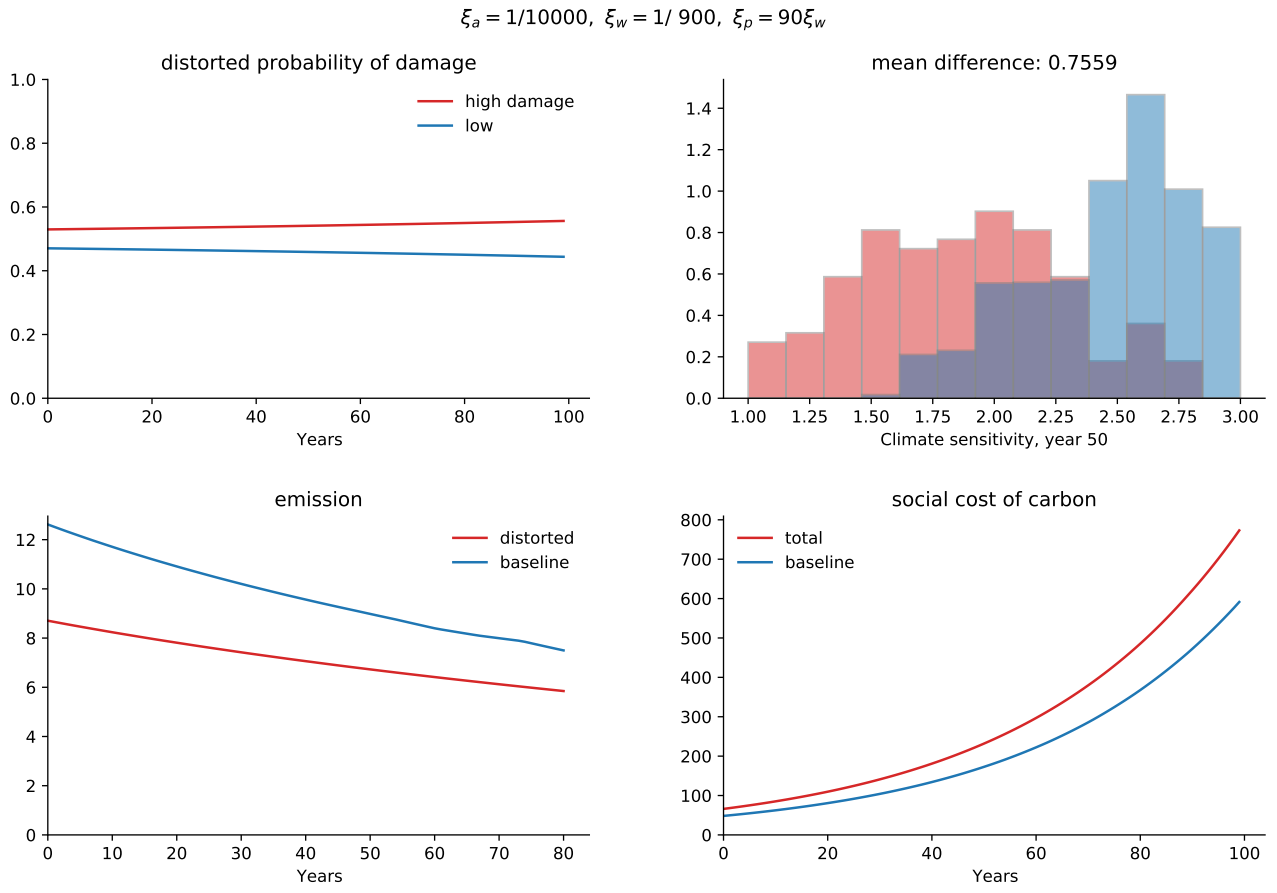 ξₐ = 1/10000, ξ_w = 1/ 900, ξₚ = 90ξ_w
distorted probability of damage
1.0
0.8
0.6
0.4
0.2
0.0
high damage
low
0 20 40 60 80 100
Years
mean difference: 0.7559
1.4
1.2
1.0
0.8
0.6
0.4
0.2
0.0
1.00 1.25 1.50 1.75 2.00 2.25 2.50 2.75 3.00
Climate sensitivity, year 50
emission
12
10
8
6
4
2
0
distorted
baseline
0 10 20 30 40 50 60 70 80
Years
social cost of carbon
800
700
600
500
400
300
200
100
0
total
baseline
0 20 40 60 80 100
Years